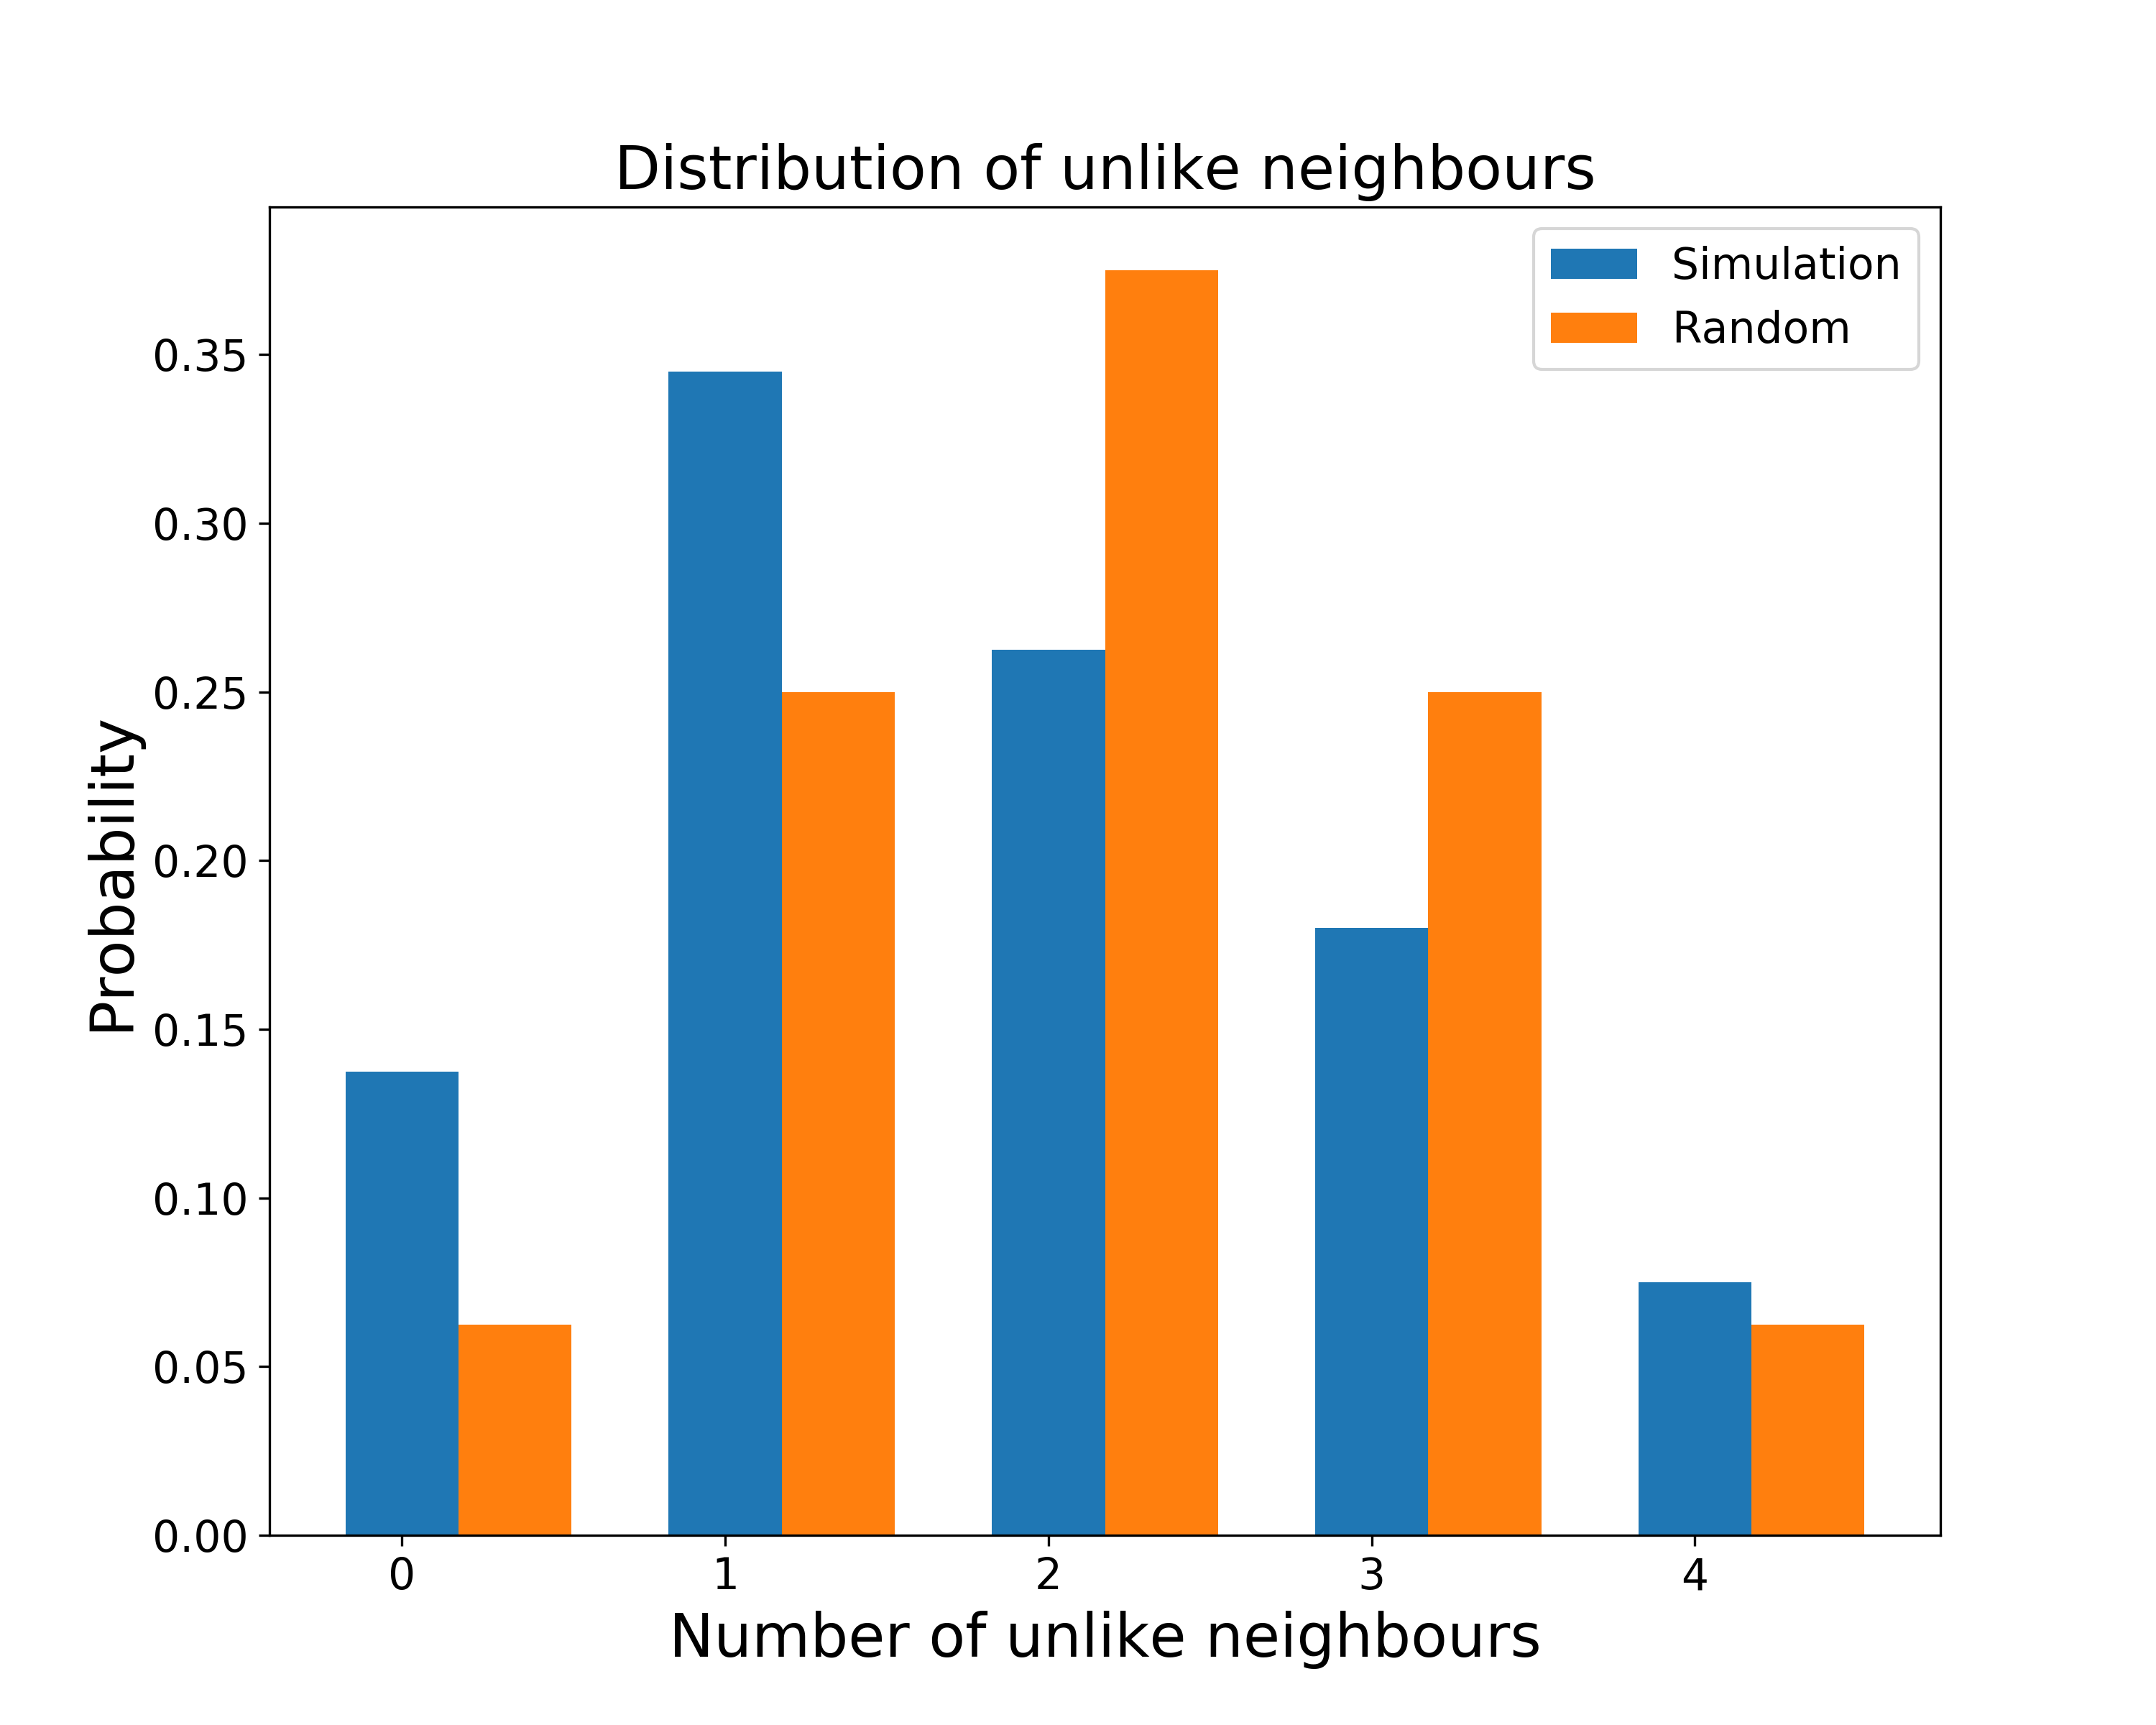 Distribution of unlike neighbours
Simulation
Random
0.35
0.30
0.25
0.20
0.15
0.10
0.05
0.00
Probability
0 1 2 3 4
Number of unlike neighbours